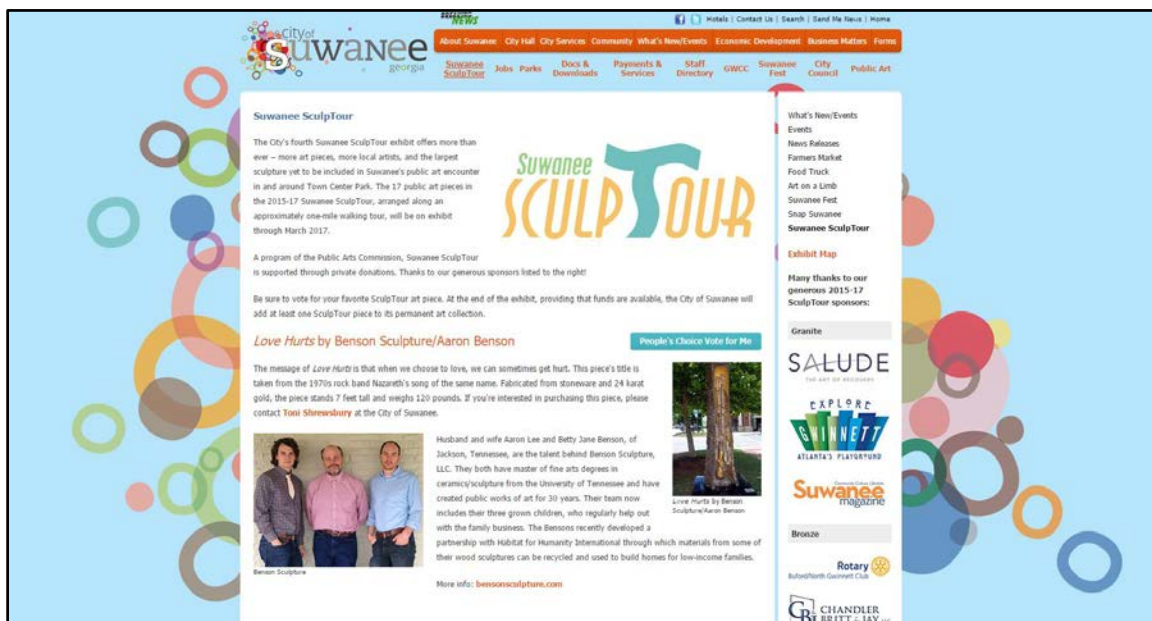 NEWS
Hotels | Contact Us | Search | Send Me News | Home
city of
Suwanee
georgia
About Suwanee City Hall City Services Community What's New/Events Economic Development Business Matters Forms
Suwanee SculpTour Jobs Parks Docs & Downloads Payments & Services Staff Directory GWCC Suwanee Fest City Council Public Art
Suwanee SculpTour
The City's fourth Suwanee SculpTour exhibit offers more than
ever – more art pieces, more local artists, and the largest
sculpture yet to be included in Suwanee's public art encounter
in and around Town Center Park. The 17 public art pieces in
the 2015-17 Suwanee SculpTour, arranged along an
approximately one-mile walking tour, will be on exhibit
through March 2017.
A program of the Public Arts Commission, Suwanee SculpTour
is supported through private donations. Thanks to our generous sponsors listed to the right!
Be sure to vote for your favorite SculpTour art piece. At the end of the exhibit, providing that funds are available, the City of Suwanee will
add at least one SculpTour piece to its permanent art collection.
Suwanee
SCULPTOUR
Love Hurts by Benson Sculpture/Aaron Benson
People's Choice Vote for Me
The message of Love Hurts is that when we choose to love, we can sometimes get hurt. This piece's title is
taken from the 1970s rock band Nazareth's song of the same name. Fabricated from stoneware and 24 karat
gold, the piece stands 7 feet tall and weighs 120 pounds. If you're interested in purchasing this piece, please
contact Toni Shrewsbury at the City of Suwanee.
Love Hurts by Benson
Sculpture/Aaron Benson
Husband and wife Aaron Lee and Betty Jane Benson, of
Jackson, Tennessee, are the talent behind Benson Sculpture,
LLC. They both have master of fine arts degrees in
ceramics/sculpture from the University of Tennessee and have
created public works of art for 30 years. Their team now
includes their three grown children, who regularly help out
with the family business. The Bensons recently developed a
partnership with Habitat for Humanity International through which materials from some of
their wood sculptures can be recycled and used to build homes for low-income families.
Benson Sculpture
More info: bensonsculpture.com
What's New/Events
Events
News Releases
Farmers Market
Food Truck
Art on a Limb
Suwanee Fest
Snap Suwanee
Suwanee SculpTour
Exhibit Map
Many thanks to our
generous 2015-17
SculpTour sponsors:
Granite
SALUDE
THE ART OF RECOVERY
EXPLORE
GWINNETT
ATLANTA'S PLAYGROUND
Suwanee
magazine
Bronze
Rotary
Buford/North Gwinnett Club
CHANDLER
BRITT & JAY